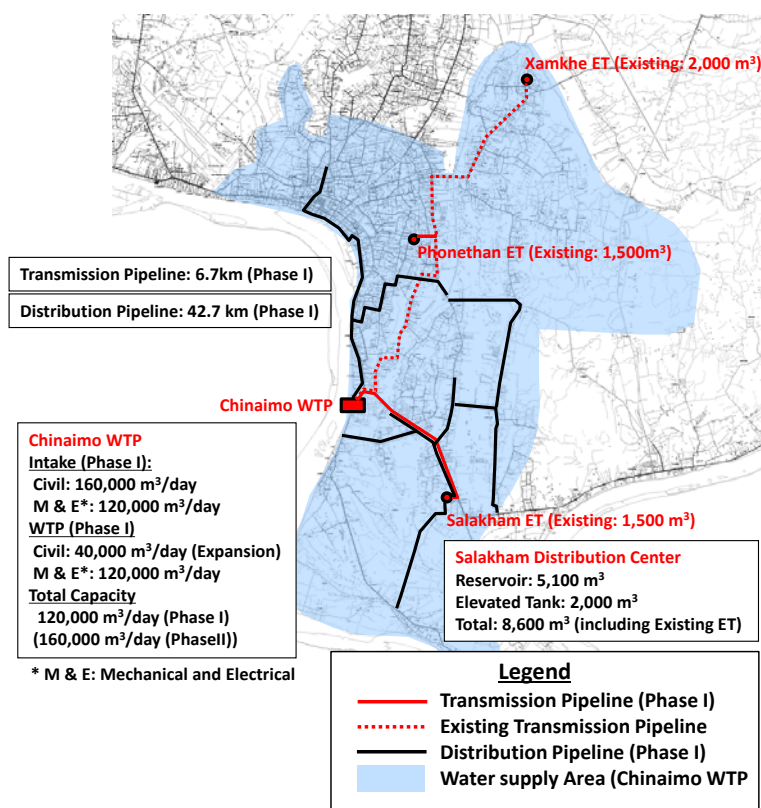 Xamkhe ET (Existing: 2,000 m³)
Phonethan ET (Existing: 1,500m³)
Transmission Pipeline: 6.7km (Phase I)
Distribution Pipeline: 42.7 km (Phase I)
Chinaimo WTP
Chinaimo WTP
Intake (Phase I):
Civil: 160,000 m³/day
M & E*: 120,000 m³/day
WTP (Phase I)
Civil: 40,000 m³/day (Expansion)
M & E*: 120,000 m³/day
Total Capacity
120,000 m³/day (Phase I)
(160,000 m³/day (PhaseII))
* M & E: Mechanical and Electrical
Salakham ET (Existing: 1,500 m³)
Salakham Distribution Center
Reservoir: 5,100 m³
Elevated Tank: 2,000 m³
Total: 8,600 m³ (including Existing ET)
Legend
Transmission Pipeline (Phase I)
Existing Transmission Pipeline
Distribution Pipeline (Phase I)
Water supply Area (Chinaimo WTP